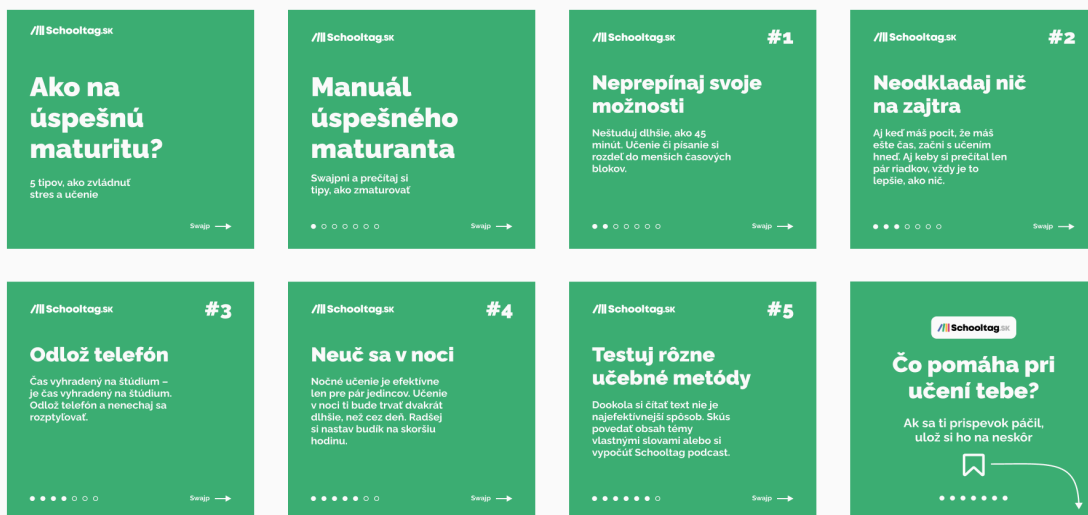 Schooltag.SK
Ako na
úspešnú
maturitu?
5 tipov, ako zvládnuť
stres a učenie
Swajp
Schooltag.SK
Manuál
úspešného
maturanta
Swajpni a prečítaj si
tipy, ako zmaturovať
Swajp
Schooltag.SK
#1
Neprepínaj svoje
možnosti
Neštuduj dlhšie, ako 45
minút. Učenie či písanie si
rozdeľ do menších časových
blokov.
Swajp
Schooltag.SK
#2
Neodkladaj nič
na zajtra
Aj keď máš pocit, že máš
ešte čas, začni s učením
hneď. Aj keby si prečítal len
pár riadkov, vždy je to
lepšie, ako nič.
Swajp
Schooltag.SK
#3
Odlož telefón
Čas vyhradený na štúdium –
je čas vyhradený na štúdium.
Odlož telefón a nenechaj sa
rozptyľovať.
Swajp
Schooltag.SK
#4
Neuč sa v noci
Nočné učenie je efektívne
len pre pár jedincov. Učenie
v noci ti bude trvať dvakrát
dlhšie, než cez deň. Radšej
si nastav budík na skoršiu
hodinu.
Swajp
Schooltag.SK
#5
Testuj rôzne
učebné metódy
Dookola si čítať text nie je
najefektívnejší spôsob. Skús
povedať obsah témy
vlastnými slovami alebo si
vypočúť Schooltag podcast.
Swajp
Schooltag.SK
Čo pomáha pri
učení tebe?
Ak sa ti prispevok páčil,
ulož si ho na neskôr